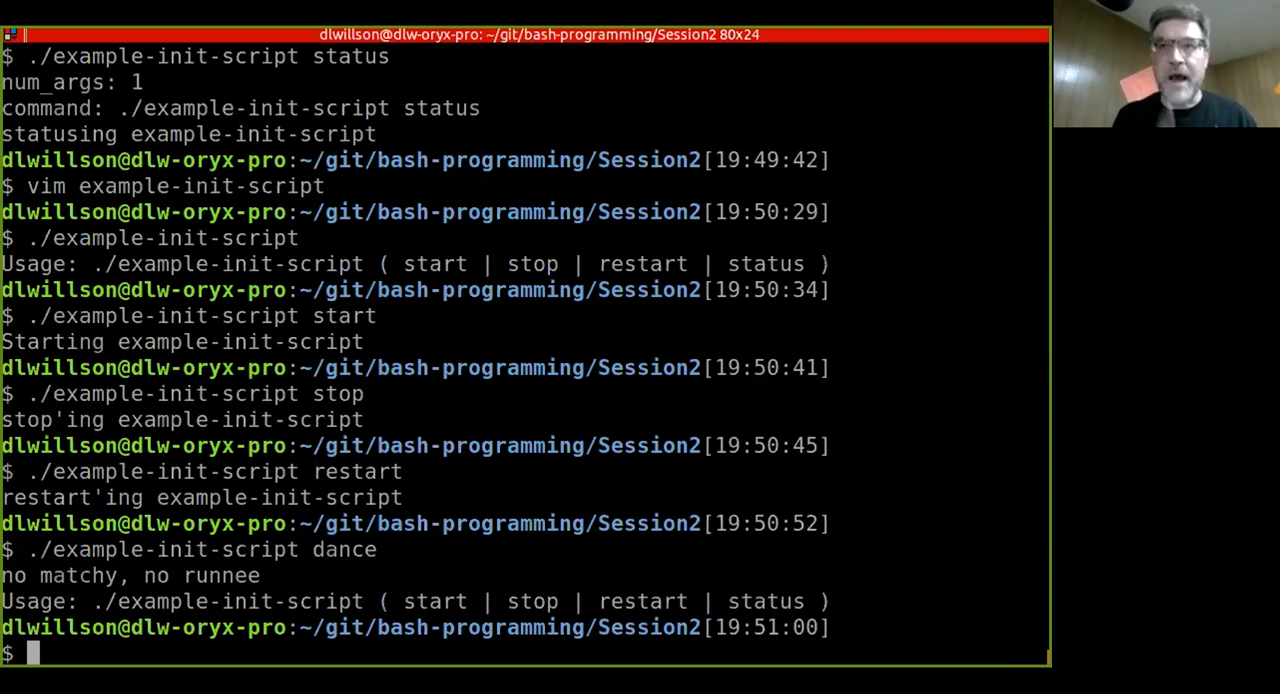 dlwillson@dlw-oryx-pro: ~/git/bash-programming/Session2 80x24
$ ./example-init-script status
num_args: 1
command: ./example-init-script status
statusing example-init-script
dlwillson@dlw-oryx-pro:~/git/bash-programming/Session2[19:49:42]
$ vim example-init-script
dlwillson@dlw-oryx-pro:~/git/bash-programming/Session2[19:50:29]
$ ./example-init-script
Usage: ./example-init-script ( start | stop | restart | status )
dlwillson@dlw-oryx-pro:~/git/bash-programming/Session2[19:50:34]
$ ./example-init-script start
Starting example-init-script
dlwillson@dlw-oryx-pro:~/git/bash-programming/Session2[19:50:41]
$ ./example-init-script stop
stop'ing example-init-script
dlwillson@dlw-oryx-pro:~/git/bash-programming/Session2[19:50:45]
$ ./example-init-script restart
restart'ing example-init-script
dlwillson@dlw-oryx-pro:~/git/bash-programming/Session2[19:50:52]
$ ./example-init-script dance
no matchy, no runnee
Usage: ./example-init-script ( start | stop | restart | status )
dlwillson@dlw-oryx-pro:~/git/bash-programming/Session2[19:51:00]
$